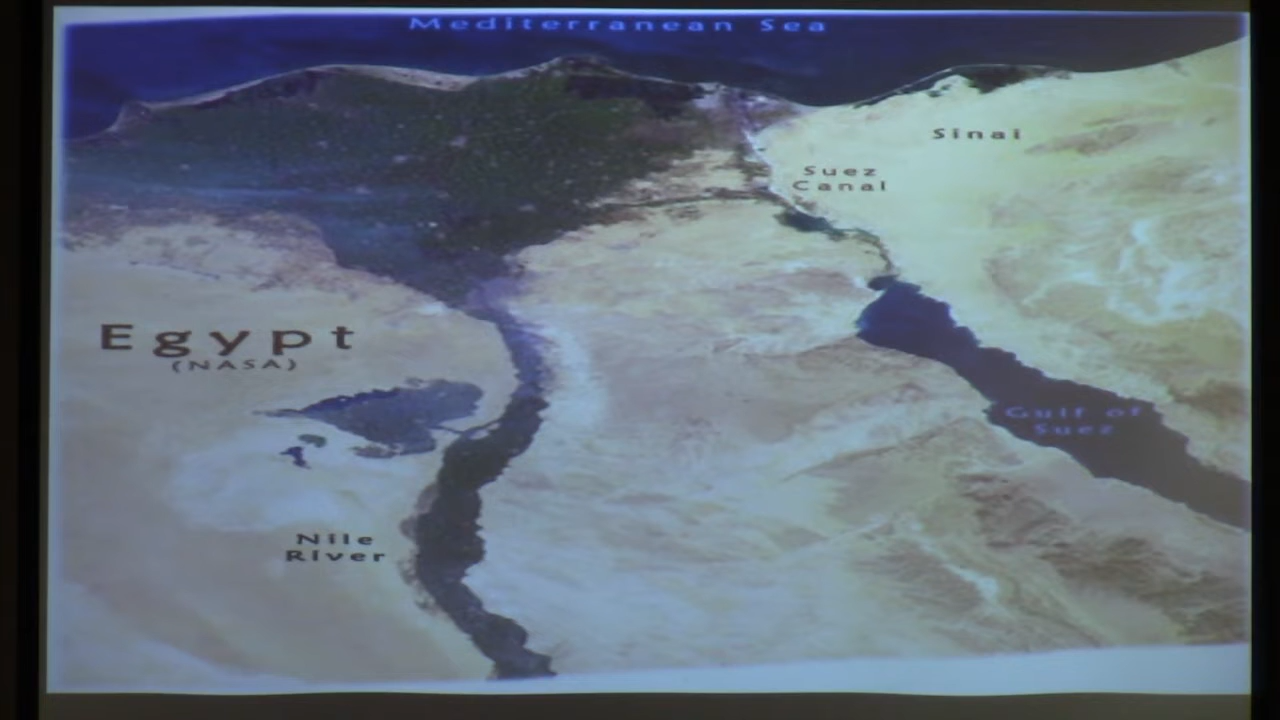 Mediterranean Sea
Sinai
Suez
Canal
Egypt
(NASA)
Gulf of
Suez
Nile
River